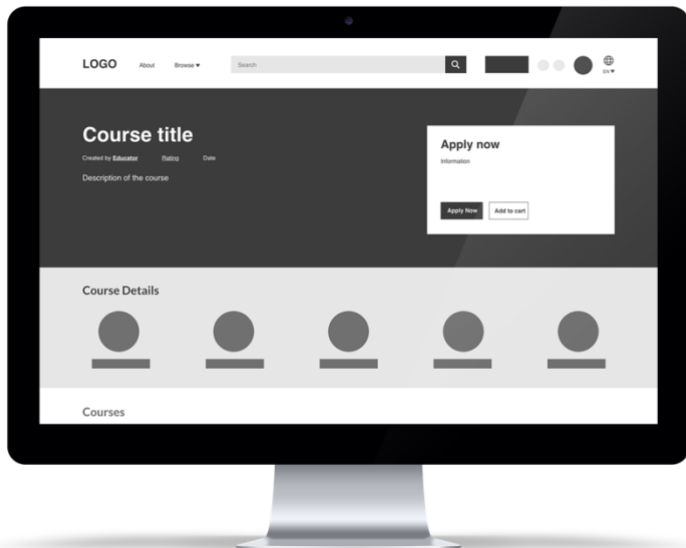 LOGO
About
Browse ▾
Search
EN ▾
Course title
Created by Educator
Rating
Date
Description of the course
Apply now
Information
Apply Now
Add to cart
Course Details
Courses